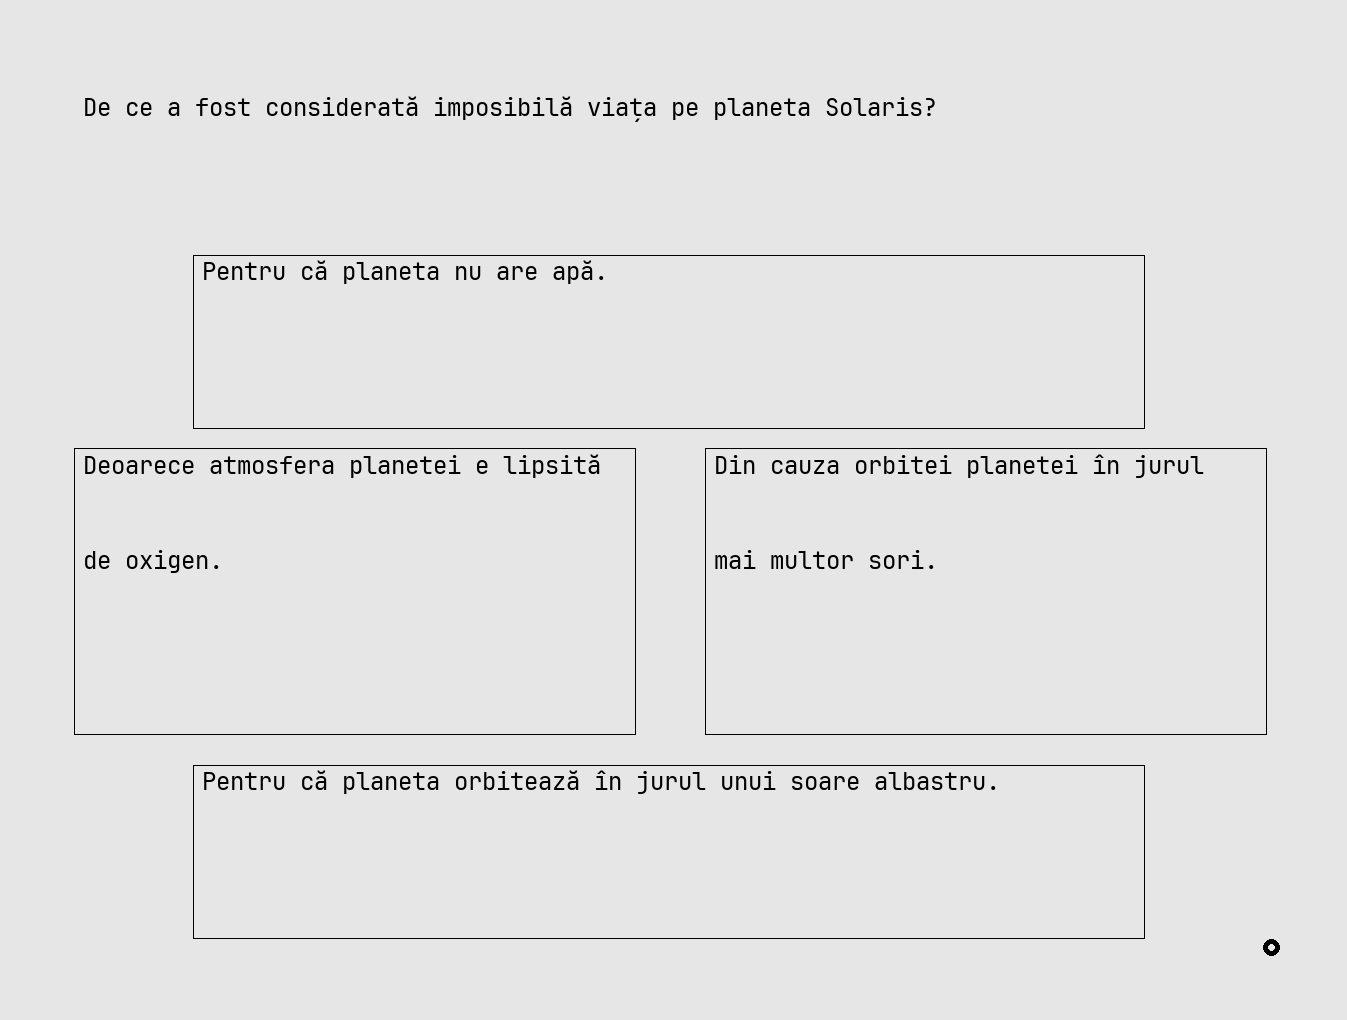 De ce a fost considerată imposibilă viața pe planeta Solaris?
Pentru că planeta nu are apă.
Deoarece atmosfera planetei e lipsită
de oxigen.
Din cauza orbitei planetei în jurul
mai multor sori.
Pentru că planeta orbitează în jurul unui soare albastru.